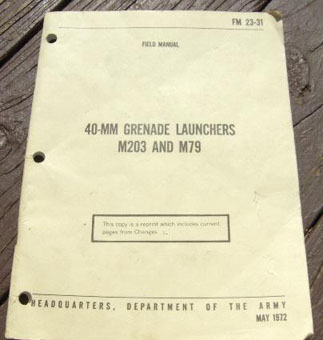 FM 23-31
FIELD MANUAL
40-MM GRENADE LAUNCHERS
M203 AND M79
This copy is a reprint which includes current
pages from Changes
HEADQUARTERS, DEPARTMENT OF THE ARMY
MAY 1972